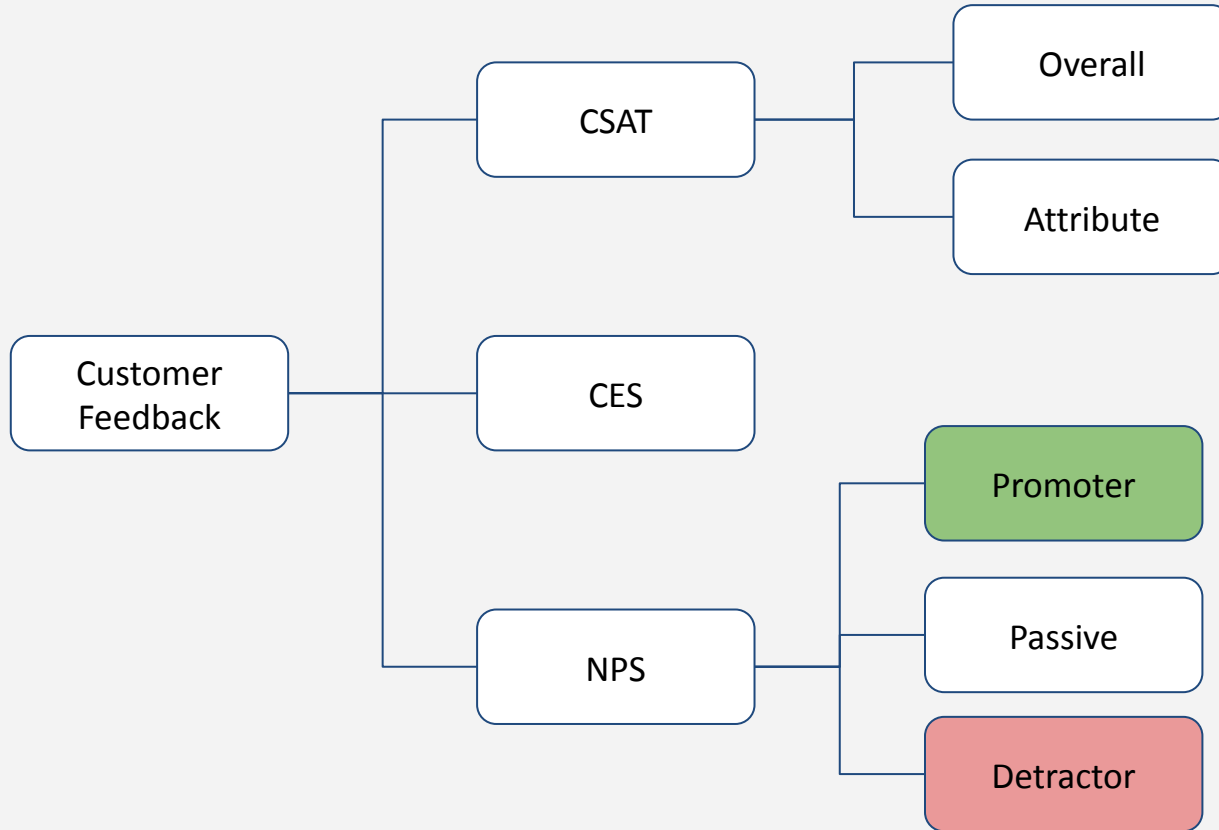 Overall
CSAT
Attribute
Customer
Feedback
CES
Promoter
Passive
NPS
Detractor